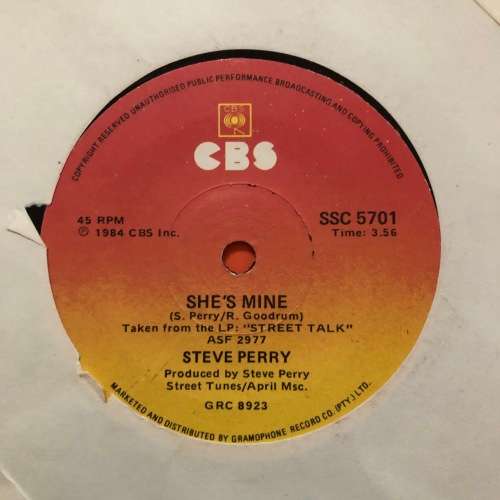 COPYRIGHT RESERVED UNAUTHORISED PUBLIC PERFORMANCE, BROADCASTING AND COPYING PROHIBITED
CBS
CBS
45 RPM
℗ 1984 CBS Inc.
SSC 5701
Time: 3.56
SHE'S MINE
(S. Perry/R. Goodrum)
Taken from the LP: "STREET TALK"
ASF 2977
STEVE PERRY
Produced by Steve Perry
Street Tunes/April Msc.
GRC 8923
MARKETED AND DISTRIBUTED BY GRAMOPHONE RECORD CO. (PTY.) LTD.